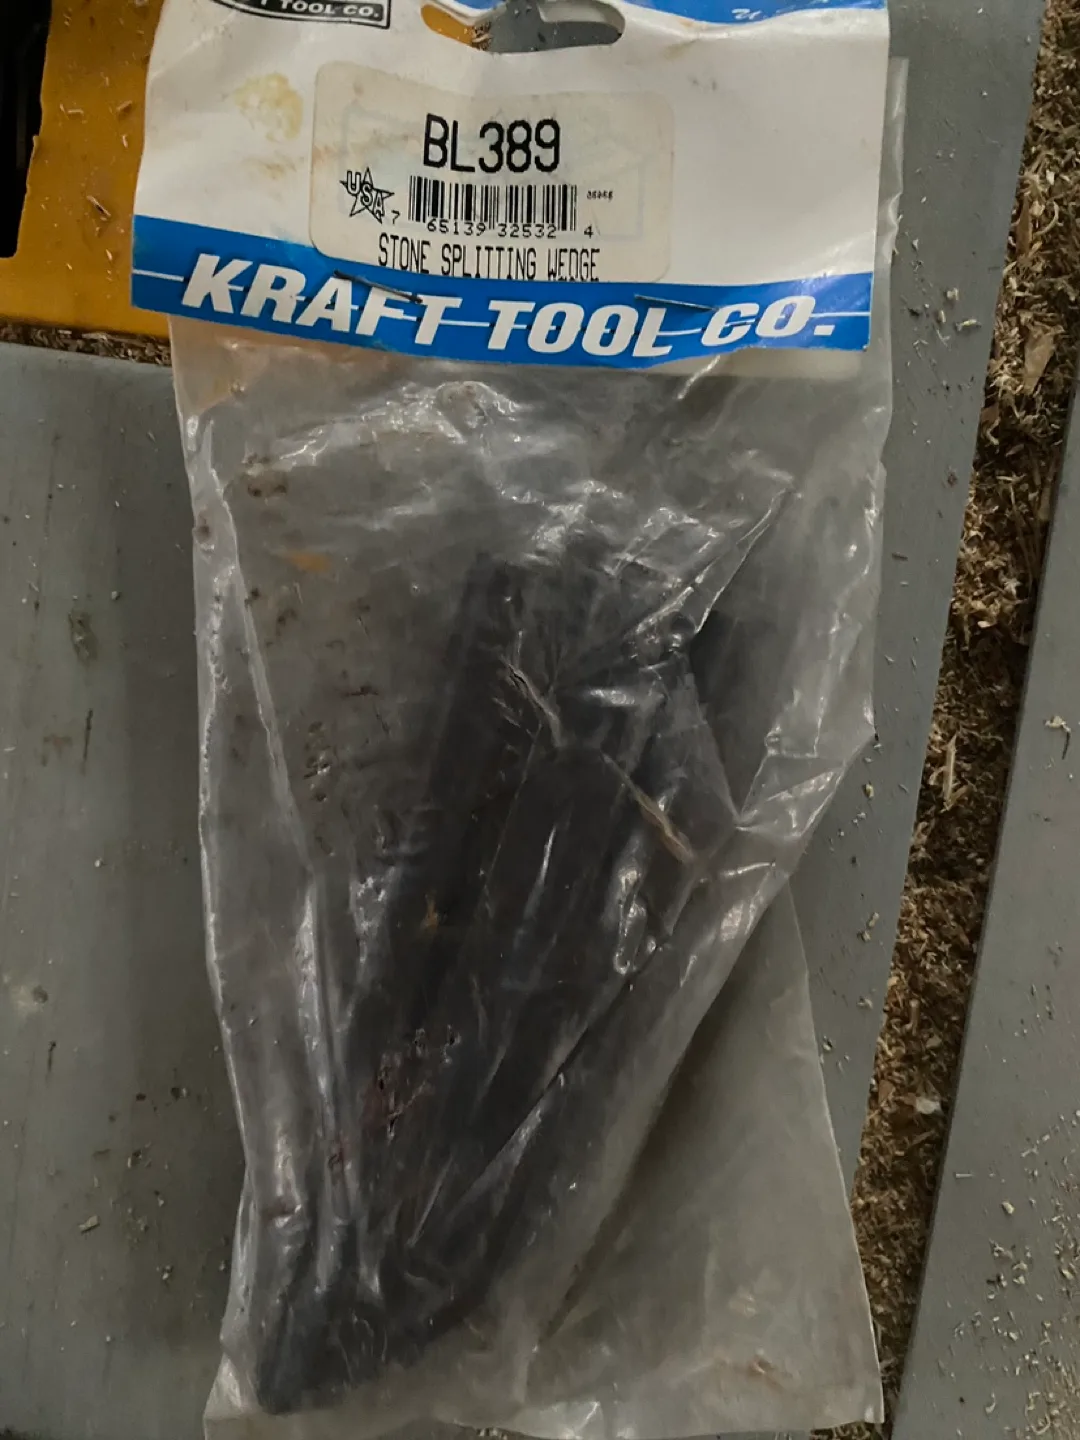 T TOOL CO.
BL389
USA
7 65139 32532 4
STONE SPLITTING WEDGE
KRAFT TOOL CO.